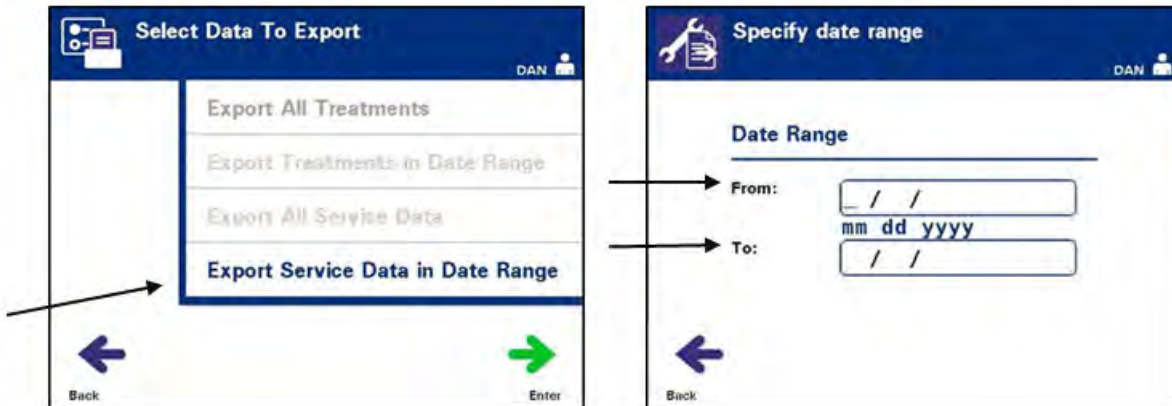 Select Data To Export
DAN
Export All Treatments
Export Treatments in Date Range
Export All Service Data
Export Service Data in Date Range
Back
Enter
Specify date range
DAN
Date Range
From:
_ / /
mm dd yyyy
To:
/ /
Back